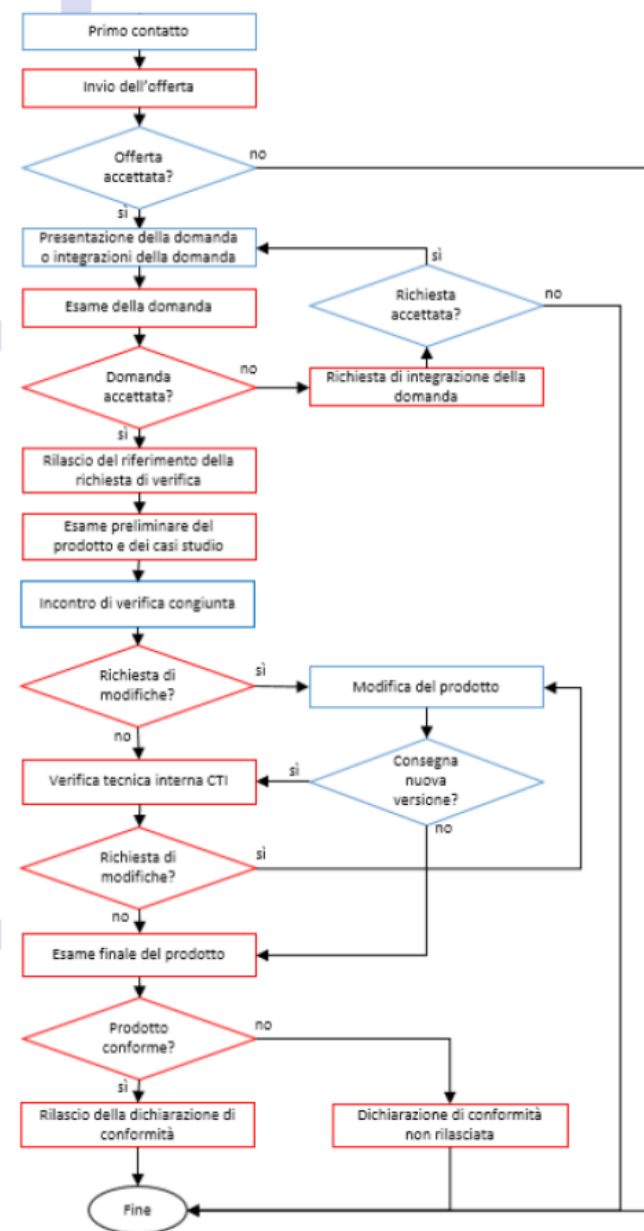 Primo contatto
Invio dell'offerta
Offerta
accettata?
no
sì
Presentazione della domanda
o integrazioni della domanda
sì
Esame della domanda
Richiesta
accettata?
no
Domanda
accettata?
no
Richiesta di integrazione della
domanda
sì
Rilascio del riferimento della
richiesta di verifica
Esame preliminare del
prodotto e dei casi studio
Incontro di verifica congiunta
Richiesta di
modifiche?
sì
Modifica del prodotto
no
Verifica tecnica interna CTI
sì
Consegna
nuova
versione?
no
Richiesta di
modifiche?
sì
no
Esame finale del prodotto
Prodotto
conforme?
no
sì
Rilascio della dichiarazione di
conformità
Dichiarazione di conformità
non rilasciata
Fine